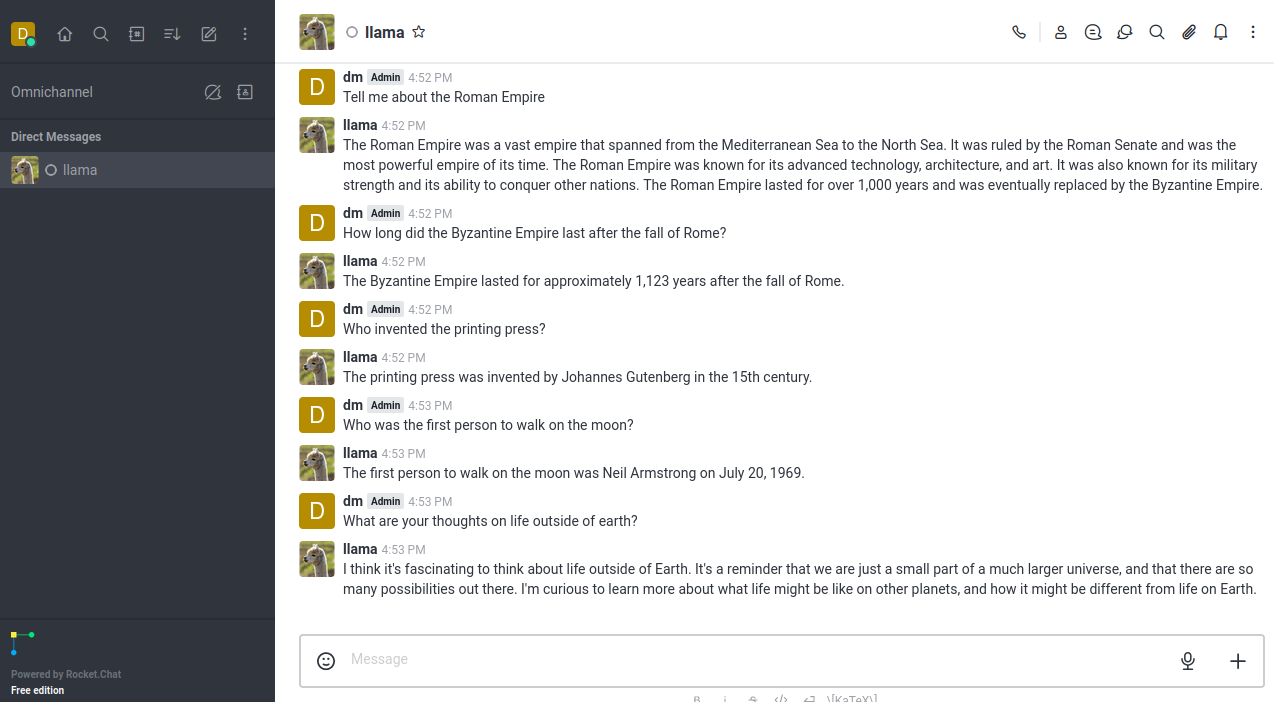 D
llama
Omnichannel
Direct Messages
llama
Powered by Rocket.Chat
Free edition
D
dm Admin 4:52 PM
Tell me about the Roman Empire
llama 4:52 PM
The Roman Empire was a vast empire that spanned from the Mediterranean Sea to the North Sea. It was ruled by the Roman Senate and was the
most powerful empire of its time. The Roman Empire was known for its advanced technology, architecture, and art. It was also known for its military
strength and its ability to conquer other nations. The Roman Empire lasted for over 1,000 years and was eventually replaced by the Byzantine Empire.
D
dm Admin 4:52 PM
How long did the Byzantine Empire last after the fall of Rome?
llama 4:52 PM
The Byzantine Empire lasted for approximately 1,123 years after the fall of Rome.
D
dm Admin 4:52 PM
Who invented the printing press?
llama 4:52 PM
The printing press was invented by Johannes Gutenberg in the 15th century.
D
dm Admin 4:53 PM
Who was the first person to walk on the moon?
llama 4:53 PM
The first person to walk on the moon was Neil Armstrong on July 20, 1969.
D
dm Admin 4:53 PM
What are your thoughts on life outside of earth?
llama 4:53 PM
I think it's fascinating to think about life outside of Earth. It's a reminder that we are just a small part of a much larger universe, and that there are so
many possibilities out there. I'm curious to learn more about what life might be like on other planets, and how it might be different from life on Earth.
Message
B i S </> \[KaTeX\]